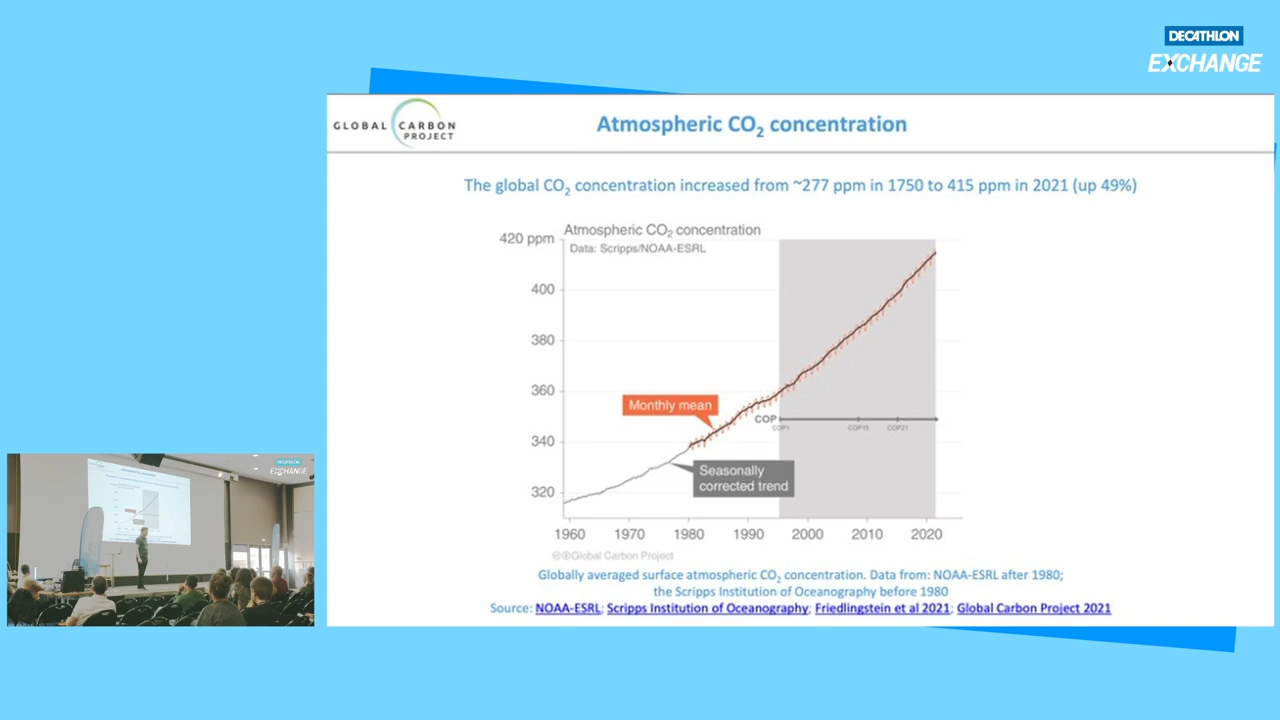 DECATHLON
EXCHANGE
GLOBAL CARBON
PROJECT
Atmospheric CO₂ concentration
The global CO₂ concentration increased from ~277 ppm in 1750 to 415 ppm in 2021 (up 49%)
Atmospheric CO₂ concentration
420 ppm
Data: Scripps/NOAA-ESRL
400
380
360
Monthly mean
COP
COP1
COP15
COP21
340
Seasonally
corrected trend
320
1960
1970
1980
1990
2000
2010
2020
Global Carbon Project
Globally averaged surface atmospheric CO₂ concentration. Data from: NOAA-ESRL after 1980;
the Scripps Institution of Oceanography before 1980
Source: NOAA-ESRL; Scripps Institution of Oceanography; Friedlingstein et al 2021; Global Carbon Project 2021
DECATHLON
EXCHANGE